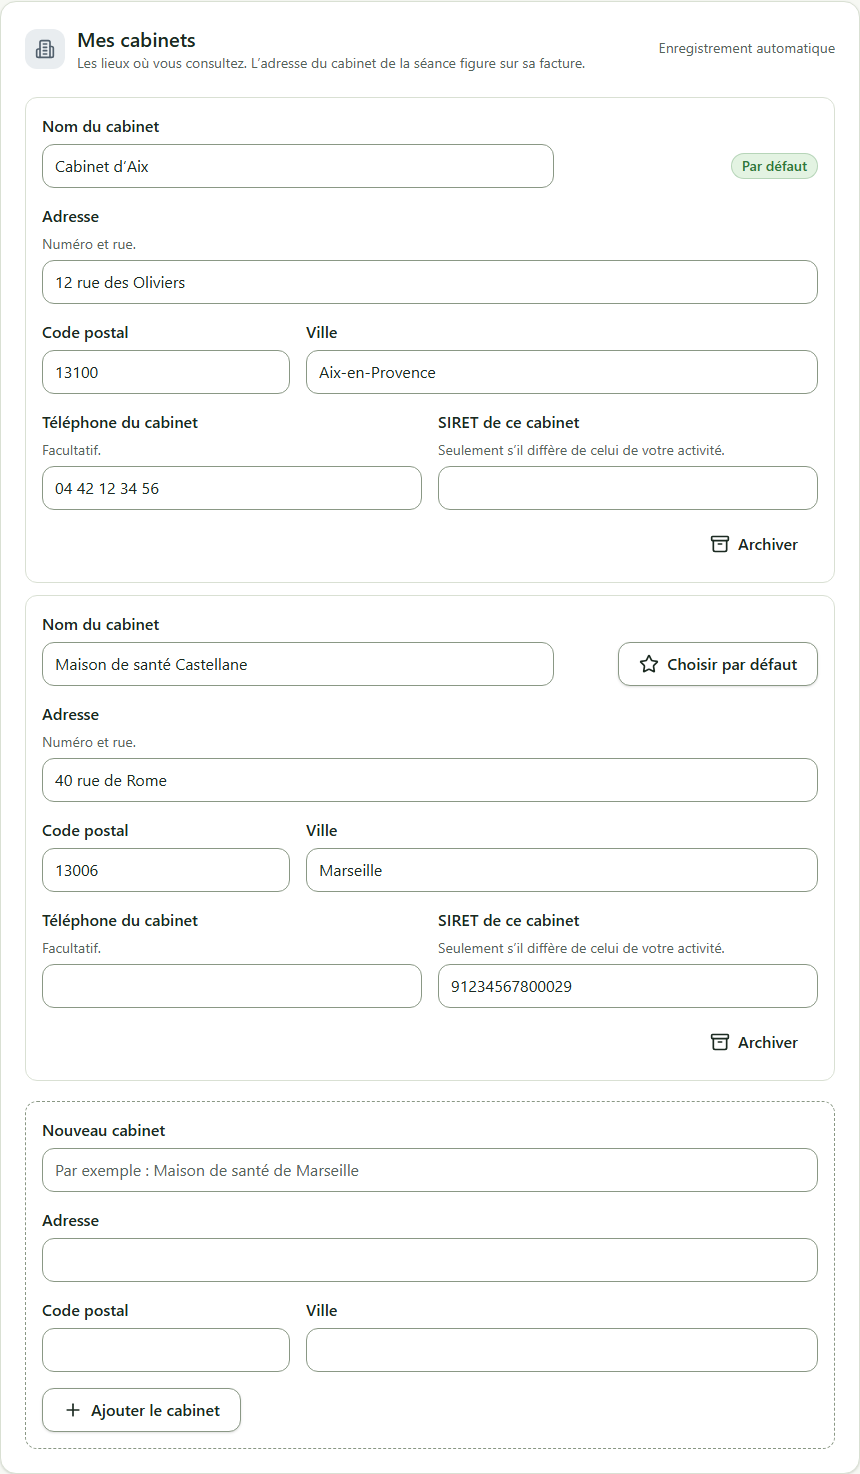 Mes cabinets
Les lieux où vous consultez. L’adresse du cabinet de la séance figure sur sa facture.
Enregistrement automatique
Nom du cabinet
Cabinet d’Aix
Par défaut
Adresse
Numéro et rue.
12 rue des Oliviers
Code postal
Ville
13100
Aix-en-Provence
Téléphone du cabinet
SIRET de ce cabinet
Facultatif.
Seulement s’il diffère de celui de votre activité.
04 42 12 34 56
Archiver
Nom du cabinet
Maison de santé Castellane
Choisir par défaut
Adresse
Numéro et rue.
40 rue de Rome
Code postal
Ville
13006
Marseille
Téléphone du cabinet
SIRET de ce cabinet
Facultatif.
Seulement s’il diffère de celui de votre activité.
91234567800029
Archiver
Nouveau cabinet
Par exemple : Maison de santé de Marseille
Adresse
Code postal
Ville
Ajouter le cabinet